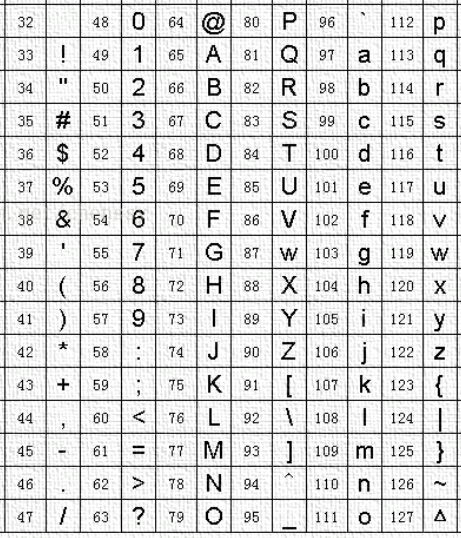 32 48 0 64 @ 80 P 96 ` 112 p
33 ! 49 1 65 A 81 Q 97 a 113 q
34 " 50 2 66 B 82 R 98 b 114 r
35 # 51 3 67 C 83 S 99 c 115 s
36 $ 52 4 68 D 84 T 100 d 116 t
37 % 53 5 69 E 85 U 101 e 117 u
38 & 54 6 70 F 86 V 102 f 118 v
39 ' 55 7 71 G 87 w 103 g 119 w
40 ( 56 8 72 H 88 X 104 h 120 x
41 ) 57 9 73 I 89 Y 105 i 121 y
42 * 58 : 74 J 90 Z 106 j 122 z
43 + 59 ; 75 K 91 [ 107 k 123 {
44 , 60 < 76 L 92 \ 108 l 124 |
45 - 61 = 77 M 93 ] 109 m 125 }
46 . 62 > 78 N 94 ^ 110 n 126 ~
47 / 63 ? 79 O 95 _ 111 o 127 Δ